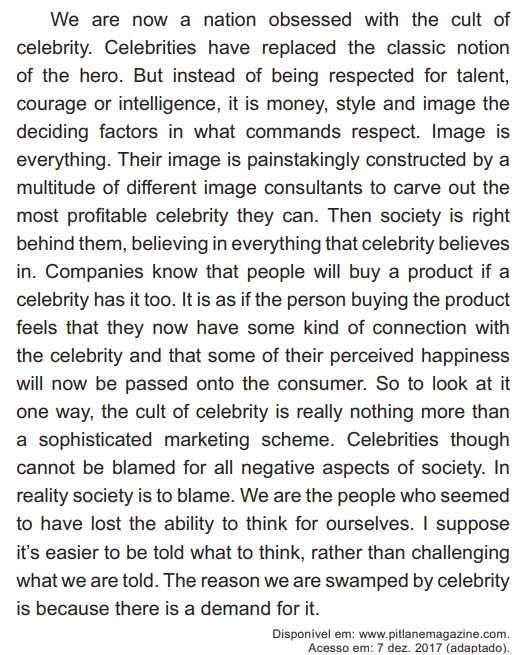 We are now a nation obsessed with the cult of
celebrity. Celebrities have replaced the classic notion
of the hero. But instead of being respected for talent,
courage or intelligence, it is money, style and image the
deciding factors in what commands respect. Image is
everything. Their image is painstakingly constructed by a
multitude of different image consultants to carve out the
most profitable celebrity they can. Then society is right
behind them, believing in everything that celebrity believes
in. Companies know that people will buy a product if a
celebrity has it too. It is as if the person buying the product
feels that they now have some kind of connection with
the celebrity and that some of their perceived happiness
will now be passed onto the consumer. So to look at it
one way, the cult of celebrity is really nothing more than
a sophisticated marketing scheme. Celebrities though
cannot be blamed for all negative aspects of society. In
reality society is to blame. We are the people who seemed
to have lost the ability to think for ourselves. I suppose
it’s easier to be told what to think, rather than challenging
what we are told. The reason we are swamped by celebrity
is because there is a demand for it.
Disponível em: www.pitlanemagazine.com.
Acesso em: 7 dez. 2017 (adaptado).